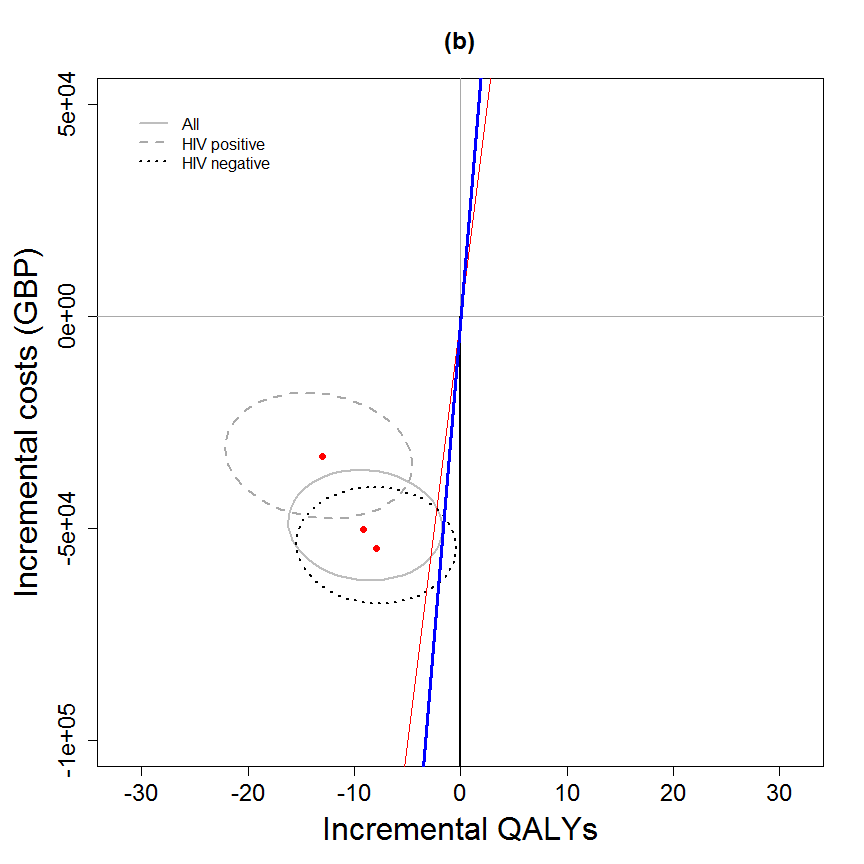 (b)
All
HIV positive
HIV negative
Incremental costs (GBP)
5e+04
0e+00
-5e+04
-1e+05
-30 -20 -10 0 10 20 30
Incremental QALYs